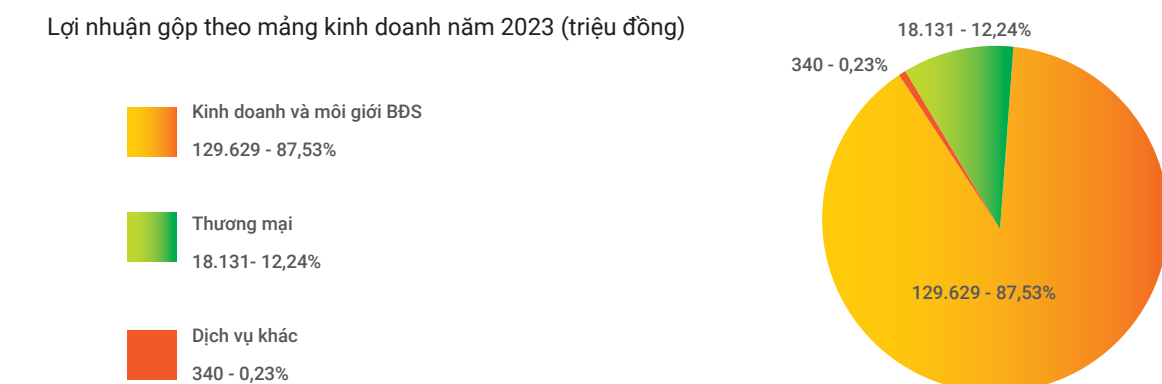 Lợi nhuận gộp theo mảng kinh doanh năm 2023 (triệu đồng)
Kinh doanh và môi giới BĐS
129.629 - 87,53%
Thương mại
18.131- 12,24%
Dịch vụ khác
340 - 0,23%
18.131 - 12,24%
340 - 0,23%
129.629 - 87,53%